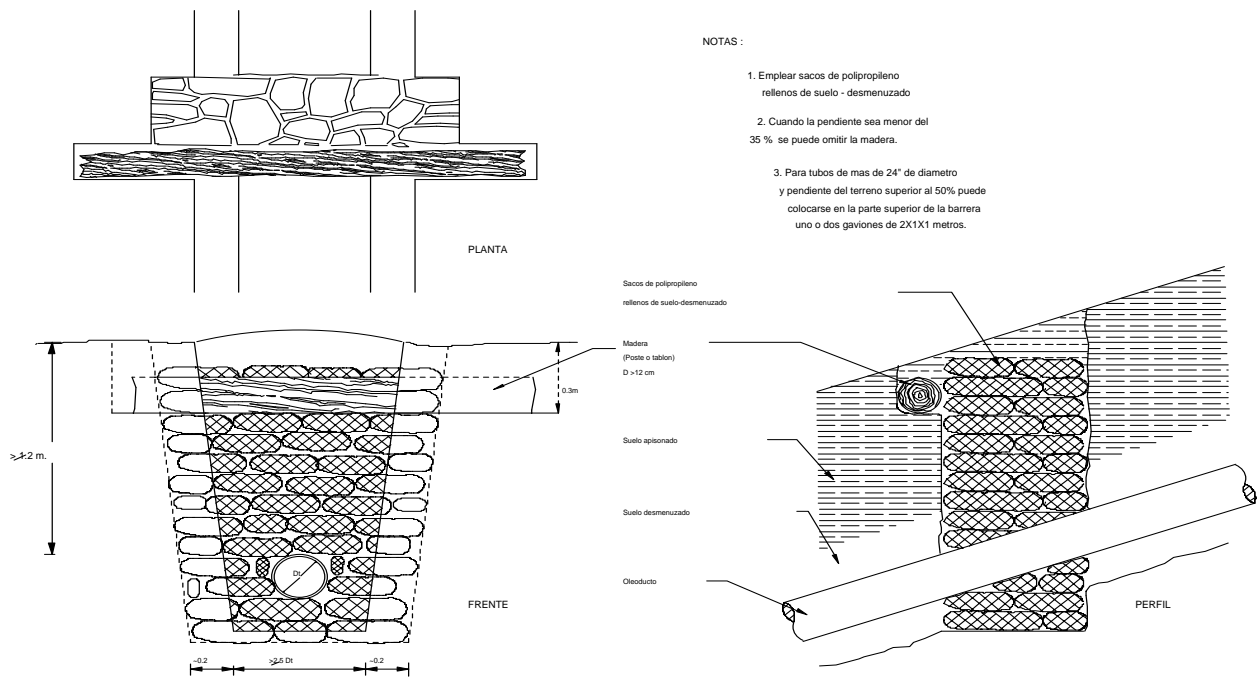 NOTAS :
1. Emplear sacos de polipropileno
rellenos de suelo - desmenuzado
2. Cuando la pendiente sea menor del
35 % se puede omitir la madera.
3. Para tubos de mas de 24" de diametro
y pendiente del terreno superior al 50% puede
colocarse en la parte superior de la barrera
uno o dos gaviones de 2X1X1 metros.
PLANTA
Sacos de polipropileno
rellenos de suelo-desmenuzado
Madera
(Poste o tablon)
D >12 cm
0.3m
Suelo apisonado
>1.2 m.
Suelo desmenuzado
Dt
Oleoducto
FRENTE
PERFIL
~0.2
>2.5 Dt
~0.2